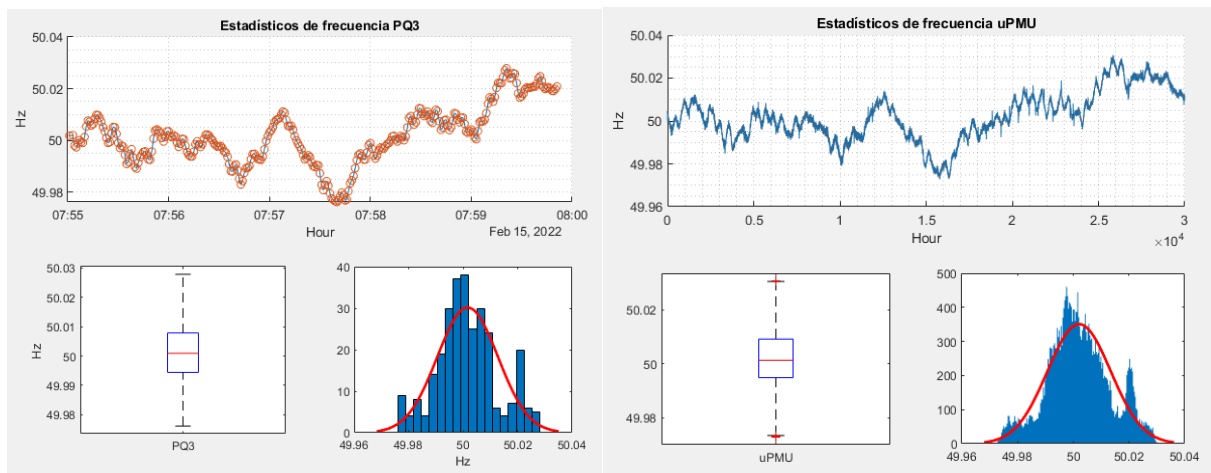 Estadísticos de frecuencia PQ3
50.04
50.02
50
49.98
Hz
07:55 07:56 07:57 07:58 07:59 08:00
Hour
Feb 15, 2022
50.03
50.02
50.01
50
49.99
49.98
Hz
PQ3
40
30
20
10
0
49.96 49.98 50 50.02 50.04
Hz
Estadísticos de frecuencia uPMU
50.04
50.02
50
49.98
49.96
Hz
0 0.5 1 1.5 2 2.5 3
Hour
×10⁴
50.02
50
49.98
Hz
uPMU
500
400
300
200
100
0
49.96 49.98 50 50.02 50.04